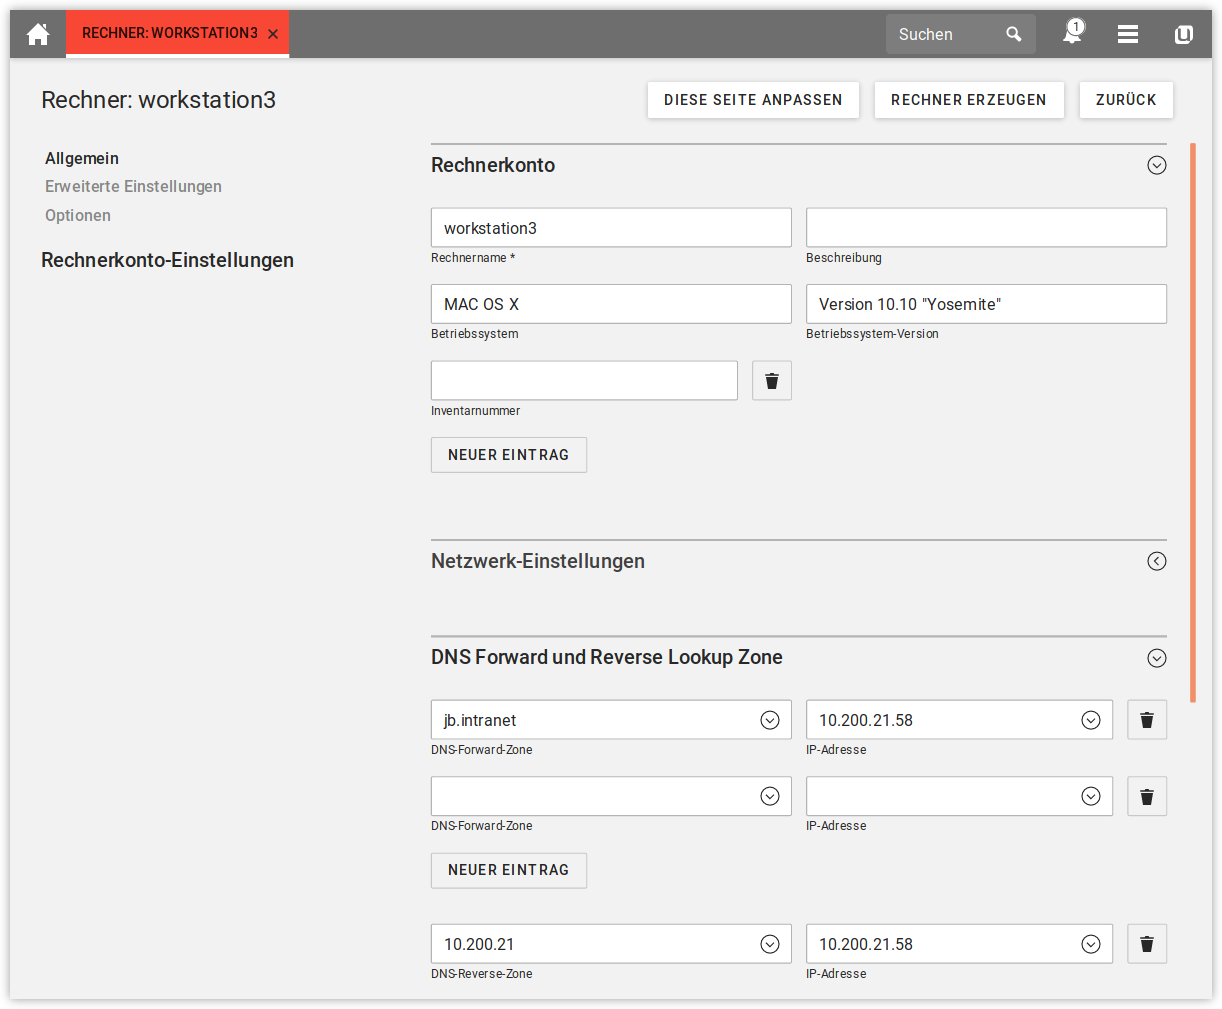 RECHNER: WORKSTATION3
Suchen
1
Rechner: workstation3
DIESE SEITE ANPASSEN
RECHNER ERZEUGEN
ZURÜCK
Allgemein
Erweiterte Einstellungen
Optionen
Rechnerkonto-Einstellungen
Rechnerkonto
workstation3
Rechnername *
Beschreibung
MAC OS X
Version 10.10 "Yosemite"
Betriebssystem
Betriebssystem-Version
Inventarnummer
NEUER EINTRAG
Netzwerk-Einstellungen
DNS Forward und Reverse Lookup Zone
jb.intranet
10.200.21.58
DNS-Forward-Zone
IP-Adresse
DNS-Forward-Zone
IP-Adresse
NEUER EINTRAG
10.200.21
10.200.21.58
DNS-Reverse-Zone
IP-Adresse